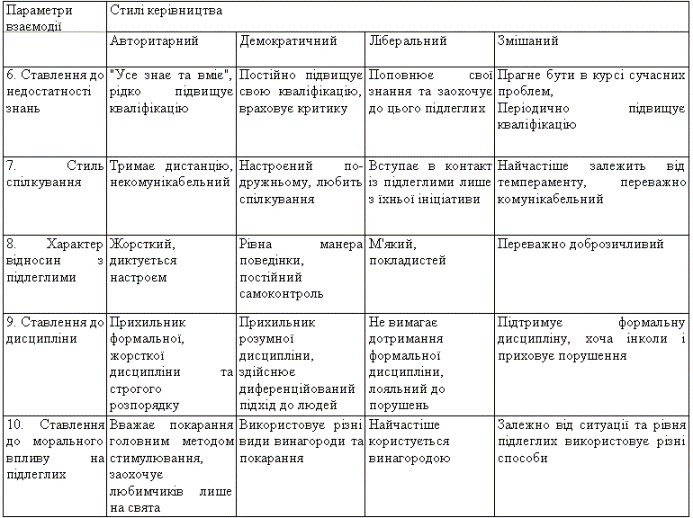 Параметри взаємодії
Стилі керівництва
Авторитарний
Демократичний
Ліберальний
Змішаний
6. Ставлення до
недостатності
знань
"Усе знає та вміє",
рідко підвищує
кваліфікацію
Постійно підвищує
свою кваліфікацію,
враховує критику
Поповнює свої
знання та заохочує
до цього підлеглих
Прагне бути в курсі сучасних
проблем,
Періодично підвищує
кваліфікацію
7. Стиль
спілкування
Тримає дистанцію,
некомунікабельний
Настроєний по-
дружньому, любить
спілкування
Вступає в контакт
із підлеглими лише
з їхньої ініціативи
Найчастіше залежить від
темпераменту, переважно
комунікабельний
8. Характер
відносин з
підлеглими
Жорсткий,
диктується
настроєм
Рівна манера
поведінки,
постійний
самоконтроль
М'який,
покладистей
Переважно доброзичливий
9. Ставлення до
дисципліни
Прихильник
формальної,
жорсткої
дисципліни та
строгого
розпорядку
Прихильник
розумної
дисципліни,
здійснює
диференційований
підхід до людей
Не вимагає
дотримання
формальної
дисципліни,
лояльний до
порушень
Підтримує формальну
дисципліну, хоча інколи і
приховує порушення
10. Ставлення
до морального
впливу на
підлеглих
Вважає покарання
головним методом
стимулювання,
заохочує
любимчиків лише
на свята
Використовує різні
види винагороди та
покарання
Найчастіше
користується
винагородою
Залежно від ситуації та рівня
підлеглих використовує різні
способи